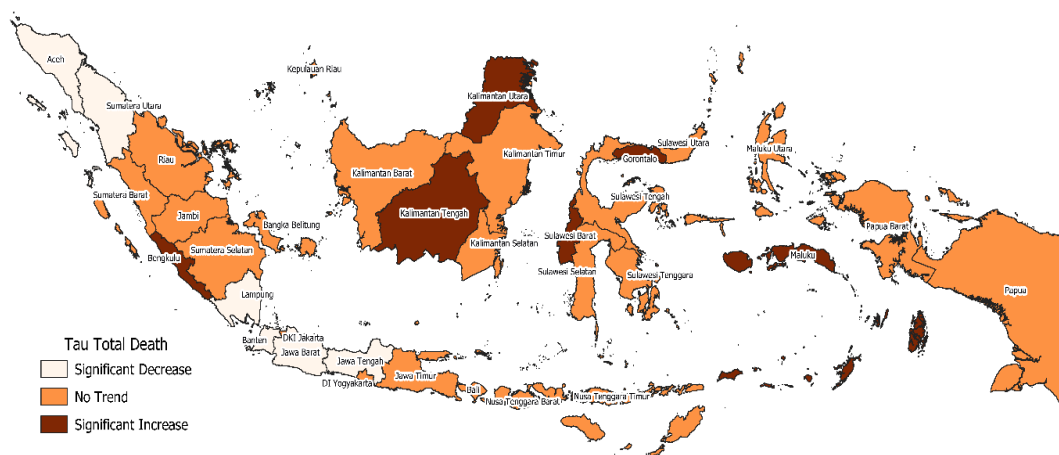 Aceh
Kepulauan Riau
Sumatera Utara
Kalimantan Utara
Sulawesi Utara
Maluku Utara
Kalimantan Timur
Gorontalo
Riau
Kalimantan Barat
Sumatera Barat
Sulawesi Tengah
Jambi
Kalimantan Tengah
Bangka Belitung
Papua Barat
Sulawesi Barat
Kalimantan Selatan
Sumatera Selatan
Bengkulu
Maluku
Sulawesi Selatan
Sulawesi Tenggara
Papua
Lampung
DKI Jakarta
Banten
Jawa Barat
Jawa Tengah
Jawa Timur
DI Yogyakarta
Bali
Nusa Tenggara Barat
Nusa Tenggara Timur
Tau Total Death
Significant Decrease
No Trend
Significant Increase